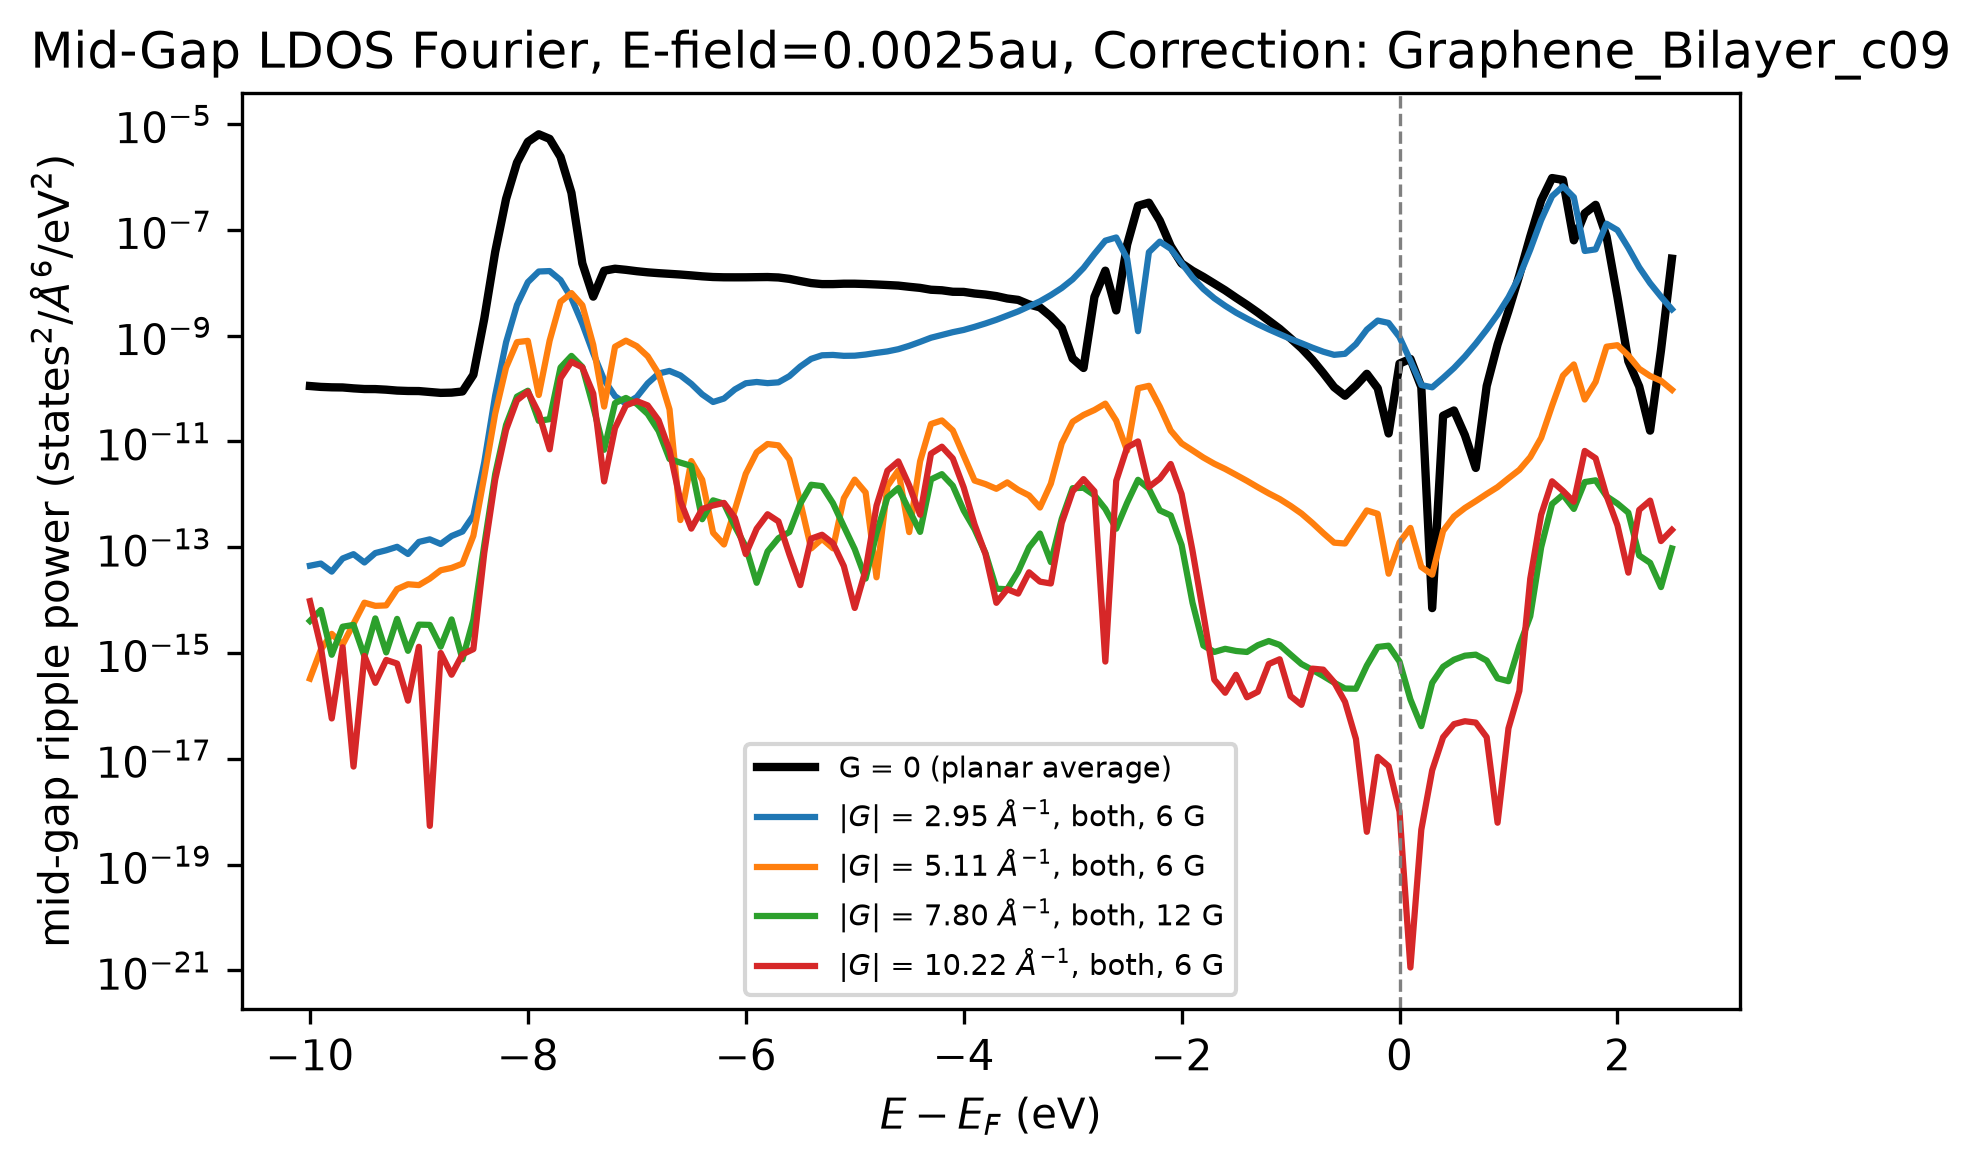 Mid-Gap LDOS Fourier, E-field=0.0025au, Correction: Graphene_Bilayer_c09
mid-gap ripple power (states²/Å⁶/eV²)
10⁻⁵
10⁻⁷
10⁻⁹
10⁻¹¹
10⁻¹³
10⁻¹⁵
10⁻¹⁷
10⁻¹⁹
10⁻²¹
G = 0 (planar average)
|G| = 2.95 Å⁻¹, both, 6 G
|G| = 5.11 Å⁻¹, both, 6 G
|G| = 7.80 Å⁻¹, both, 12 G
|G| = 10.22 Å⁻¹, both, 6 G
−10 −8 −6 −4 −2 0 2
E − E_F (eV)